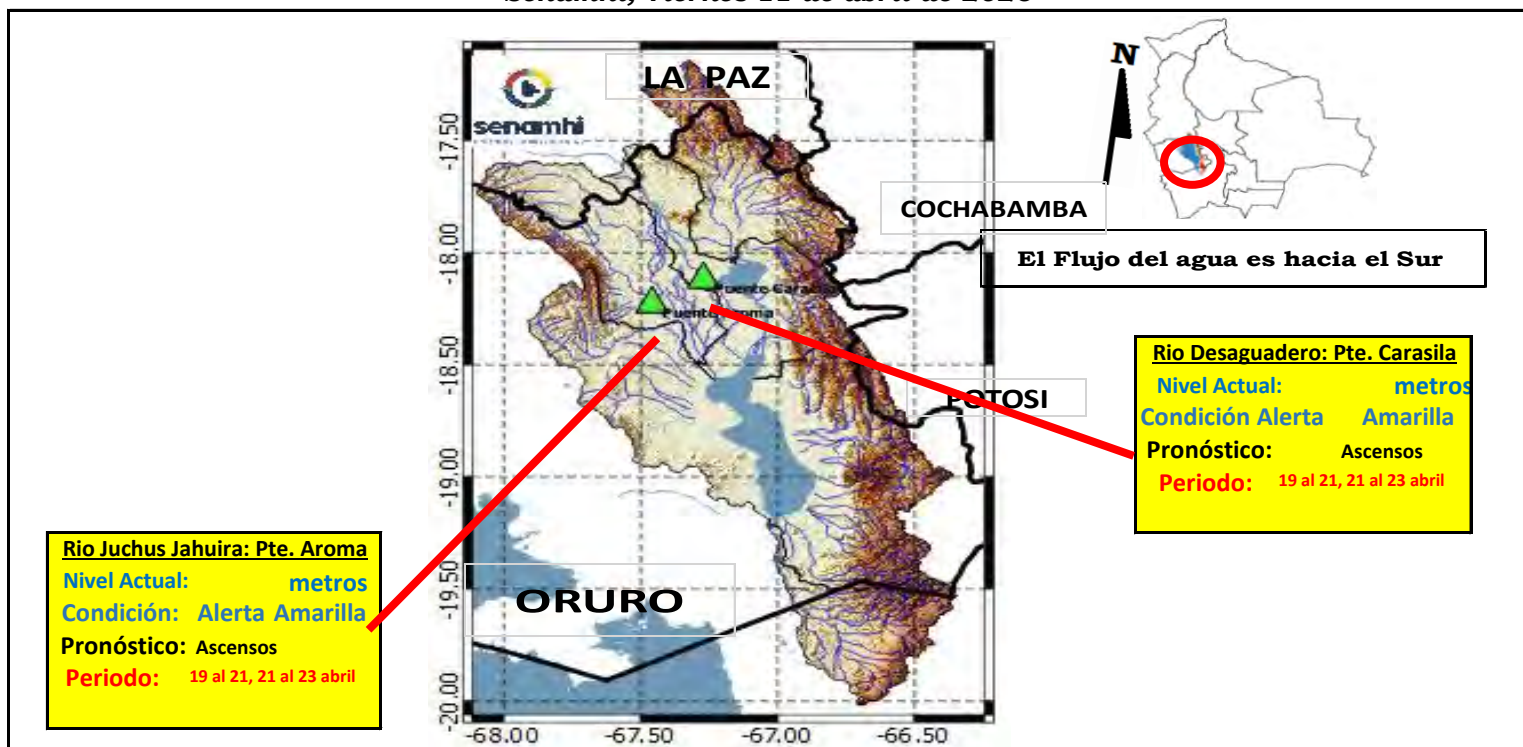 LA PAZ
N
senamhi
-17.50
COCHABAMBA
-18.00
El Flujo del agua es hacia el Sur
Puente Aroma
-18.50
Rio Desaguadero: Pte. Carasila
Nivel Actual: metros
Condición Alerta Amarilla
Pronóstico: Ascensos
Periodo: 19 al 21, 21 al 23 abril
POTOSI
-19.00
Rio Juchus Jahuira: Pte. Aroma
Nivel Actual: metros
Condición: Alerta Amarilla
Pronóstico: Ascensos
Periodo: 19 al 21, 21 al 23 abril
-19.50
ORURO
-20.00
-68.00 -67.50 -67.00 -66.50